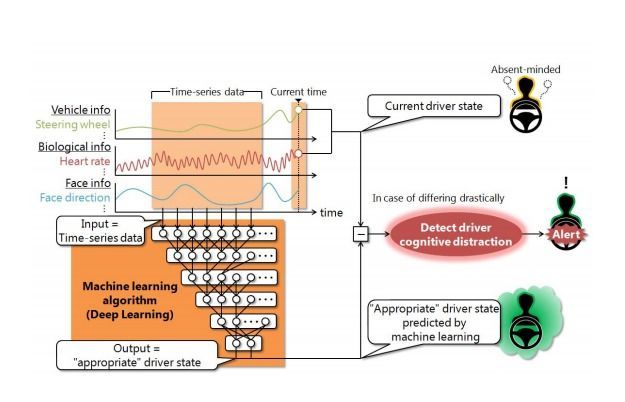 Absent-minded
Time-series data
Current time
Vehicle info
Steering wheel
Current driver state
Biological info
Heart rate
Face info
Face direction
time
In case of differing drastically
!
Input =
Time-series data
Detect driver
cognitive distraction
Alert
Machine learning
algorithm
(Deep Learning)
"Appropriate" driver state
predicted by
machine learning
Output =
"appropriate" driver state